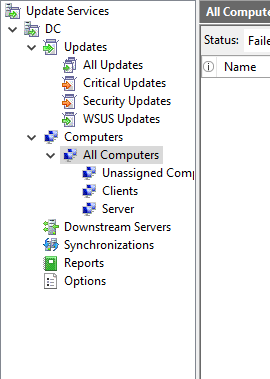 Update Services
DC
Updates
All Updates
Critical Updates
Security Updates
WSUS Updates
Computers
All Computers
Unassigned Comp
Clients
Server
Downstream Servers
Synchronizations
Reports
Options
All Compute
Status: Faile
Name